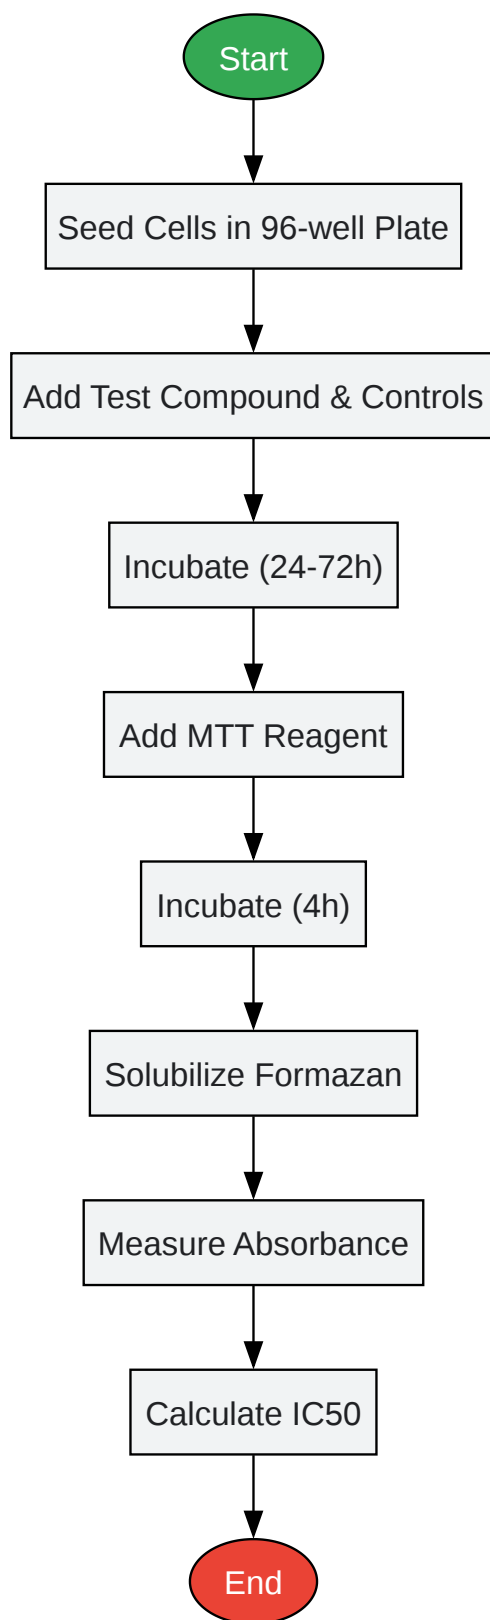 Start
Seed Cells in 96-well Plate
Add Test Compound & Controls
Incubate (24-72h)
Add MTT Reagent
Incubate (4h)
Solubilize Formazan
Measure Absorbance
Calculate IC50
End